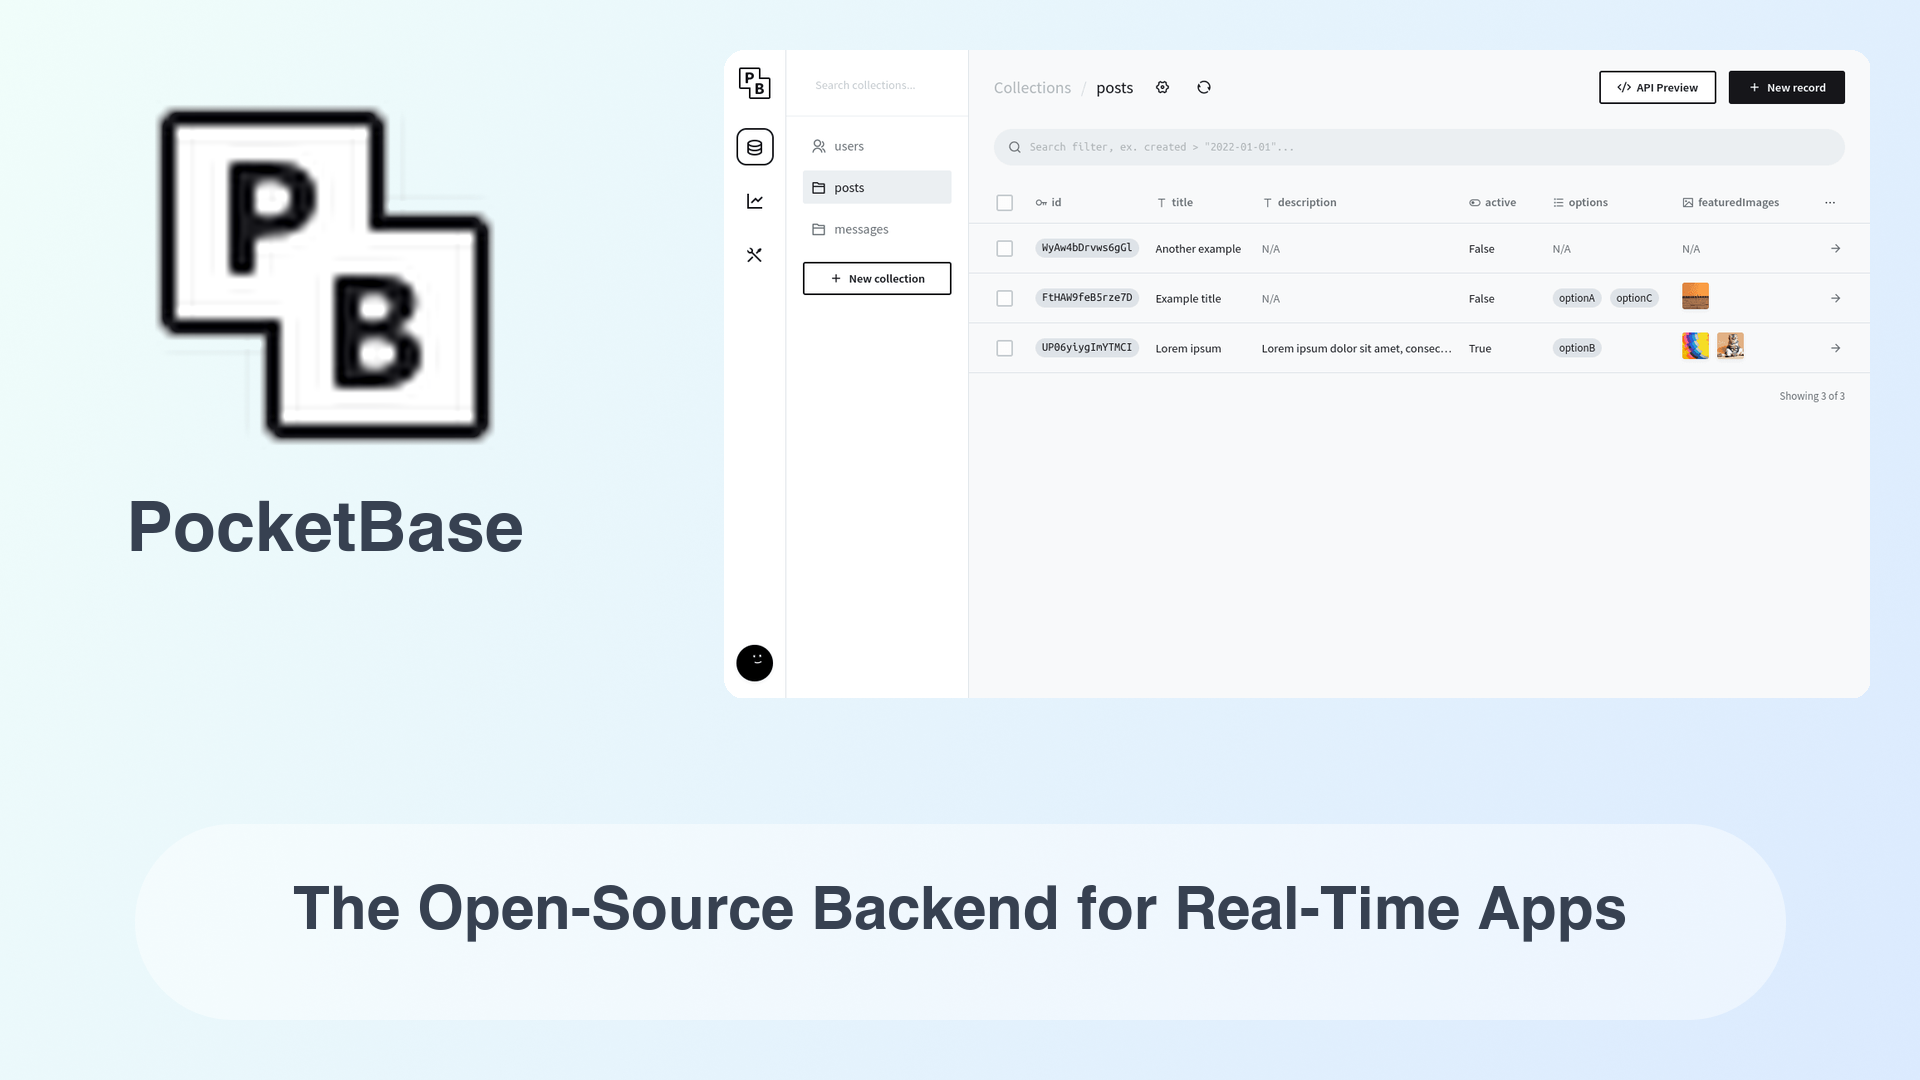 P
B
PocketBase
P
B
Search collections...
users
posts
messages
+ New collection
Collections / posts
</> API Preview
+ New record
Search filter, ex. created > "2022-01-01"...
id title description active options featuredImages ...
WyAw4bDrvws6gGl Another example N/A False N/A N/A
FtHAW9feB5rze7D Example title N/A False optionA optionC
UP06yiygImYTMCI Lorem ipsum Lorem ipsum dolor sit amet, consec... True optionB
Showing 3 of 3
The Open-Source Backend for Real-Time Apps